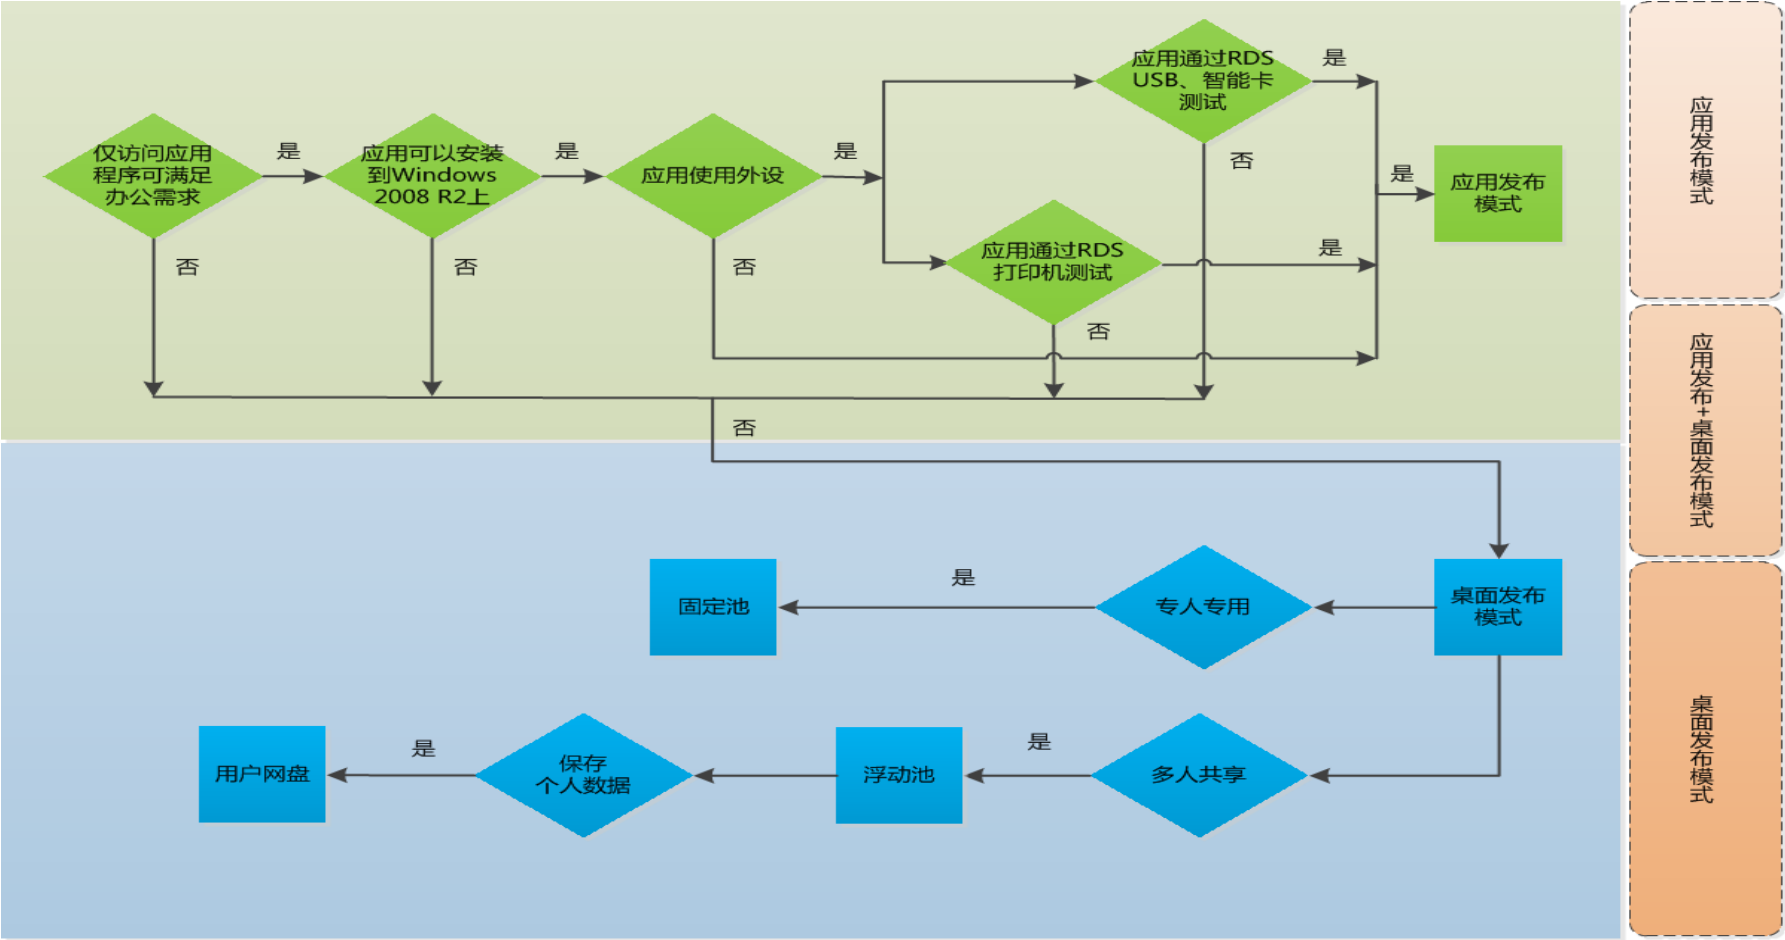 仅访问应用
程序可满足
办公需求
是
否
应用可以安装
到Windows
2008 R2上
是
否
应用使用外设
是
否
应用通过RDS
USB、智能卡
测试
是
否
应用通过RDS
打印机测试
是
否
是
应用发布
模式
否
桌面发布
模式
专人专用
是
固定池
多人共享
是
浮动池
保存
个人数据
是
用户网盘
应用发布模式
应用发布+桌面发布模式
桌面发布模式